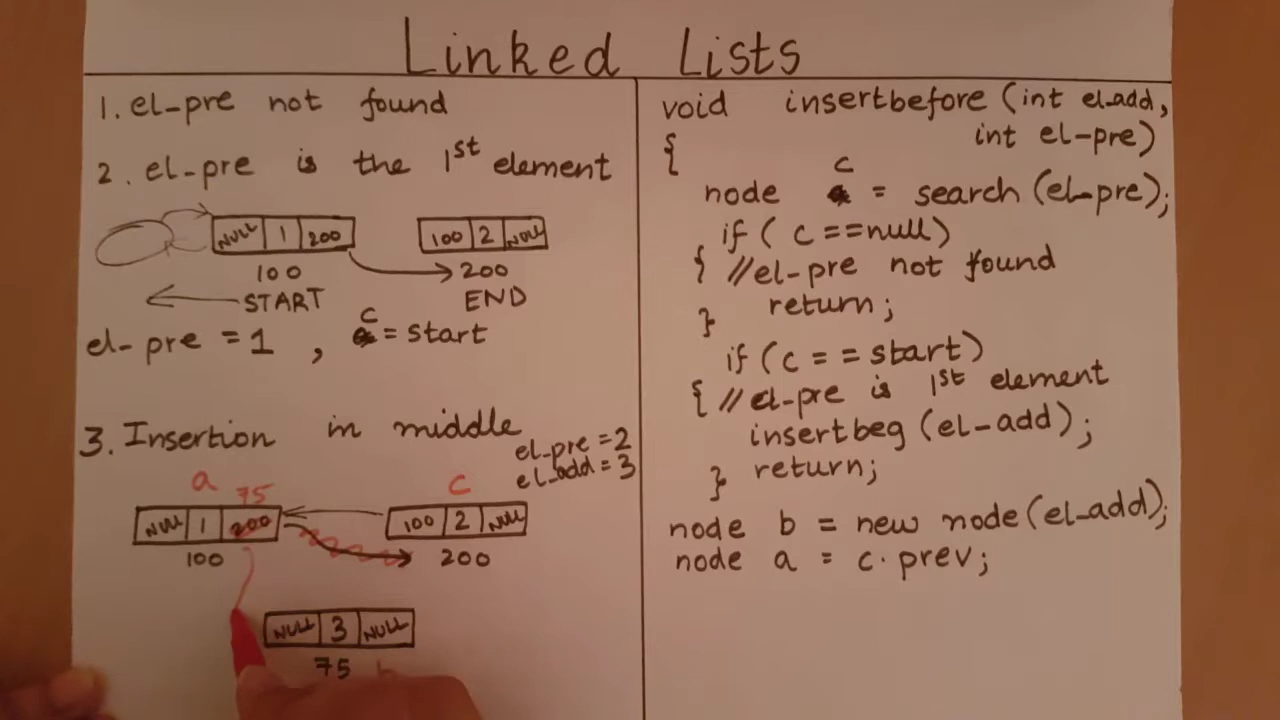 Linked Lists
1. el-pre not found
2. el-pre is the 1st element
NULL 1 200
100 2 NULL
100
200
START
END
el-pre = 1 , c = start
3. Insertion in middle
el-pre = 2
el-add = 3
a
75
c
NULL 1 200
100 2 NULL
100
200
NULL 3 NULL
75
void insertbefore (int el-add,
int el-pre)
{
c
node = search (el-pre);
if ( c ==null)
{ //el-pre not found
return;
}
if (c == start)
{ //el-pre is 1st element
insertbeg (el-add);
} return;
node b = new node(el-add);
node a = c.prev;